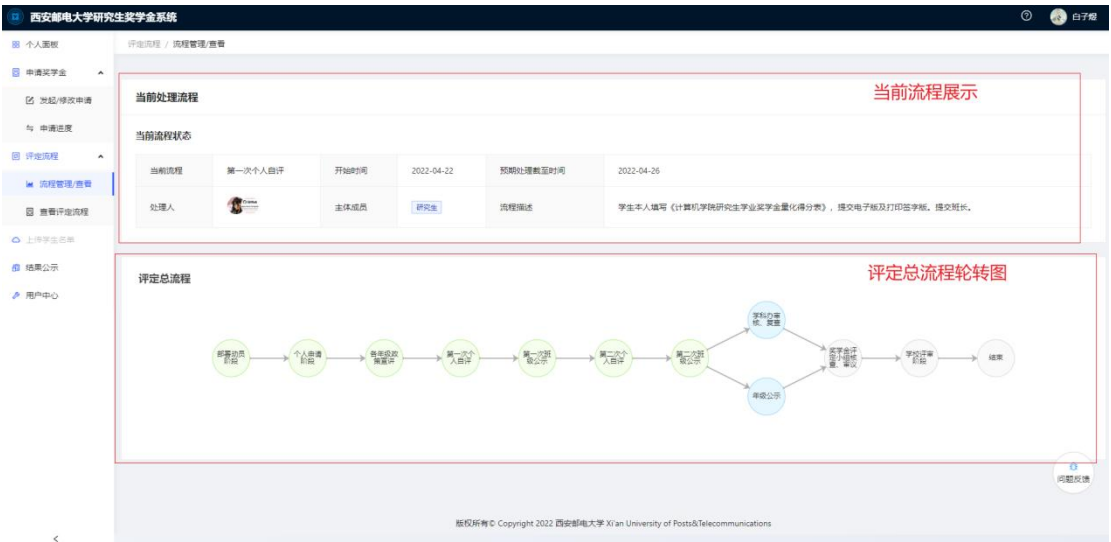 西安邮电大学研究生奖学金系统
白子煜
个人面板
评定流程 / 流程管理/查看
申请奖学金
发起/修改申请
申请进度
评定流程
流程管理/查看
查看评定流程
上传学生名单
结果公示
用户中心
当前处理流程
当前流程展示
当前流程状态
当前流程 第一次个人自评 开始时间 2022-04-22 预期处理截至时间 2022-04-26
处理人 主体成员 研究生 流程描述 学生本人填写《计算机学院研究生学业奖学金量化得分表》，提交电子版及打印签字版。提交班长。
评定总流程
评定总流程轮转图
部署动员
阶段
个人申请
阶段
各年级政
策宣讲
第一次个
人自评
第一次班
级公示
第二次个
人自评
第二次班
级公示
学科办审
核、复查
年级公示
奖学金评
定小组核
查、审议
学校评审
阶段
结果
问题反馈
版权所有© Copyright 2022 西安邮电大学 Xi'an University of Posts&Telecommunications